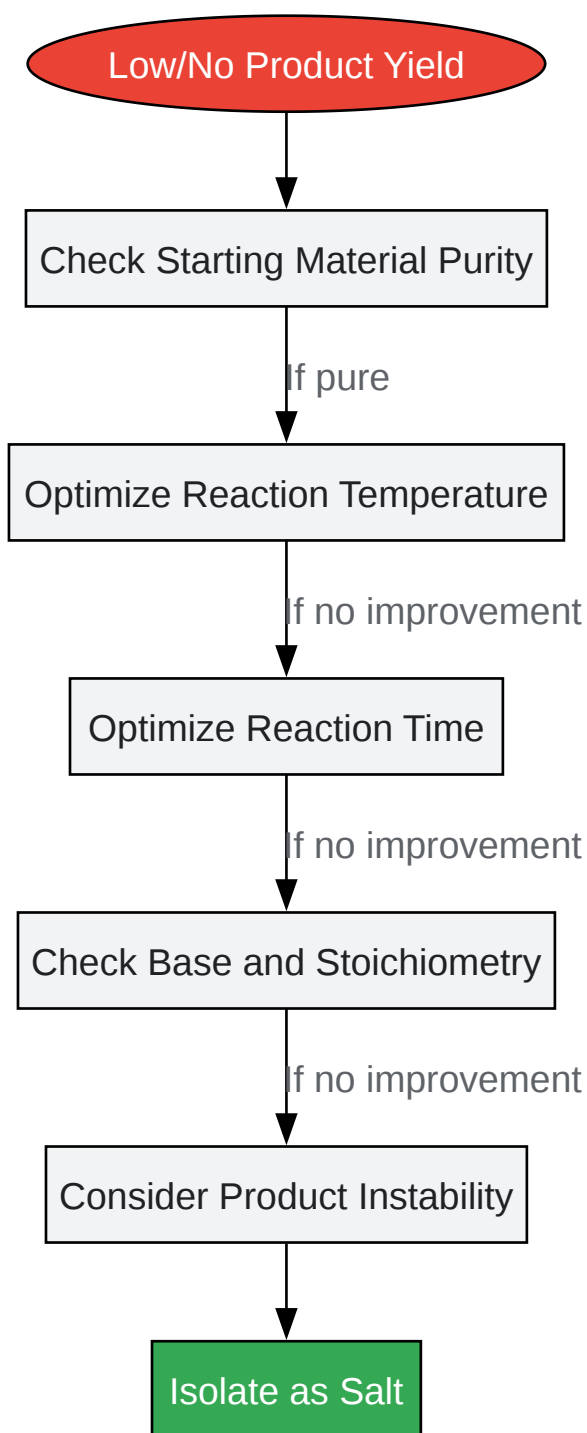 Low/No Product Yield
Check Starting Material Purity
If pure
Optimize Reaction Temperature
If no improvement
Optimize Reaction Time
If no improvement
Check Base and Stoichiometry
If no improvement
Consider Product Instability
Isolate as Salt